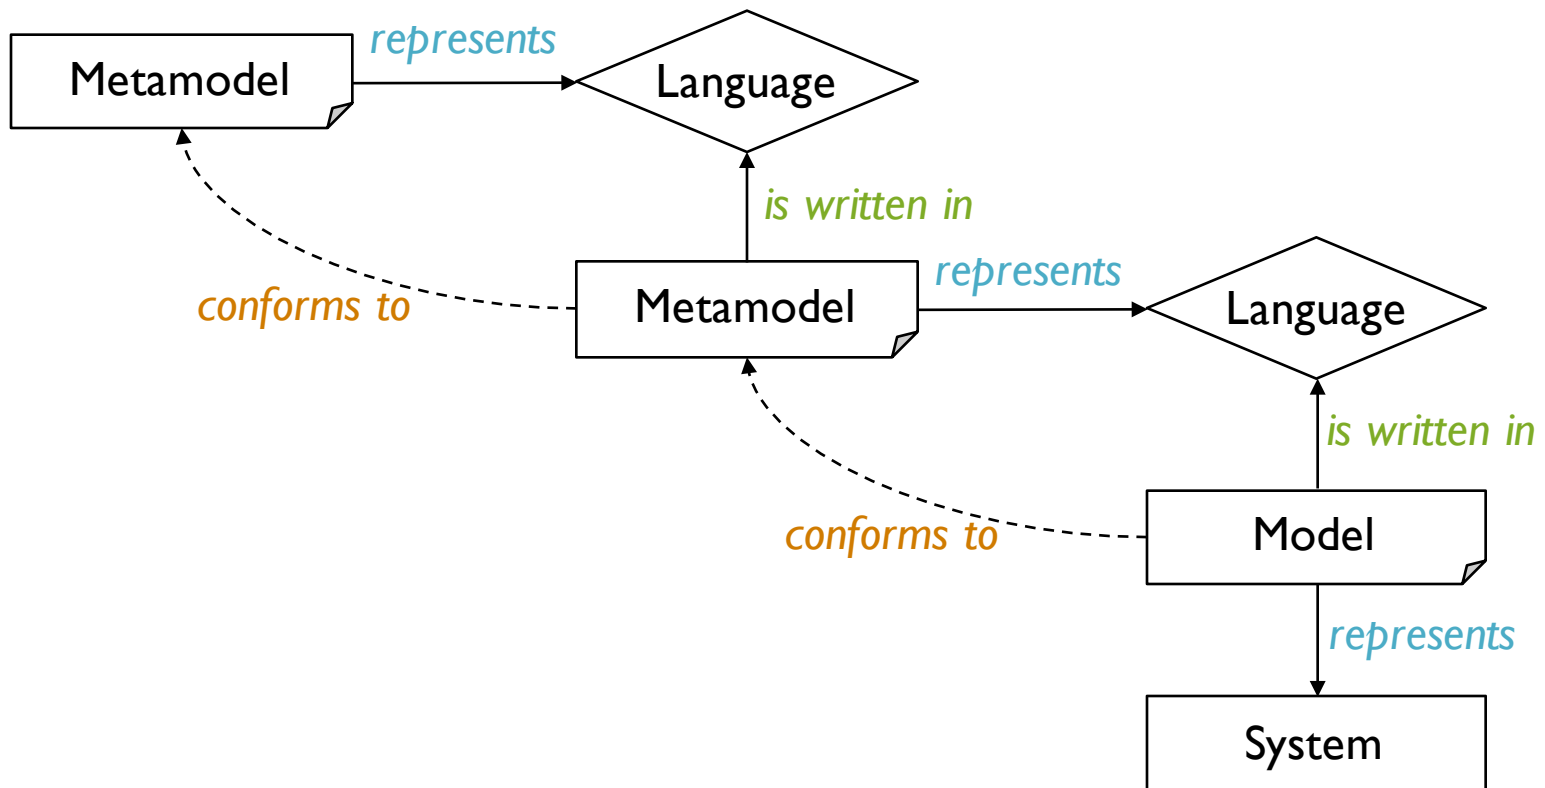 represents
Metamodel
Language
is written in
represents
Metamodel
Language
conforms to
is written in
Model
conforms to
represents
System